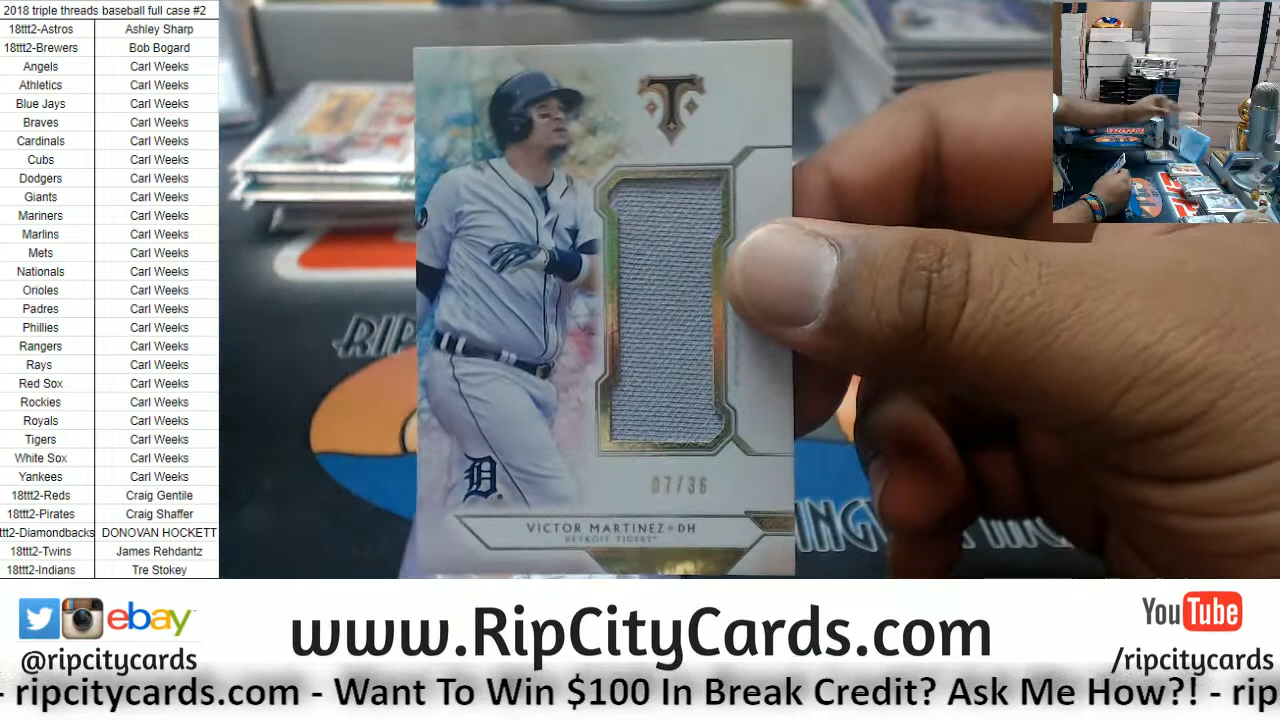 2018 triple threads baseball full case #2
18ttt2-Astros Ashley Sharp
18ttt2-Brewers Bob Bogard
Angels Carl Weeks
Athletics Carl Weeks
Blue Jays Carl Weeks
Braves Carl Weeks
Cardinals Carl Weeks
Cubs Carl Weeks
Dodgers Carl Weeks
Giants Carl Weeks
Mariners Carl Weeks
Marlins Carl Weeks
Mets Carl Weeks
Nationals Carl Weeks
Orioles Carl Weeks
Padres Carl Weeks
Phillies Carl Weeks
Rangers Carl Weeks
Rays Carl Weeks
Red Sox Carl Weeks
Rockies Carl Weeks
Royals Carl Weeks
Tigers Carl Weeks
White Sox Carl Weeks
Yankees Carl Weeks
18ttt2-Reds Craig Gentile
18ttt2-Pirates Craig Shaffer
ttt2-Diamondbacks DONOVAN HOCKETT
18ttt2-Twins James Rehdantz
18ttt2-Indians Tre Stokey
T
D
07/36
VICTOR MARTINEZ • DH
DETROIT TIGERS™
RIP
ebay
@ripcitycards
www.RipCityCards.com
YouTube
/ripcitycards
- ripcitycards.com - Want To Win $100 In Break Credit? Ask Me How?! - rip